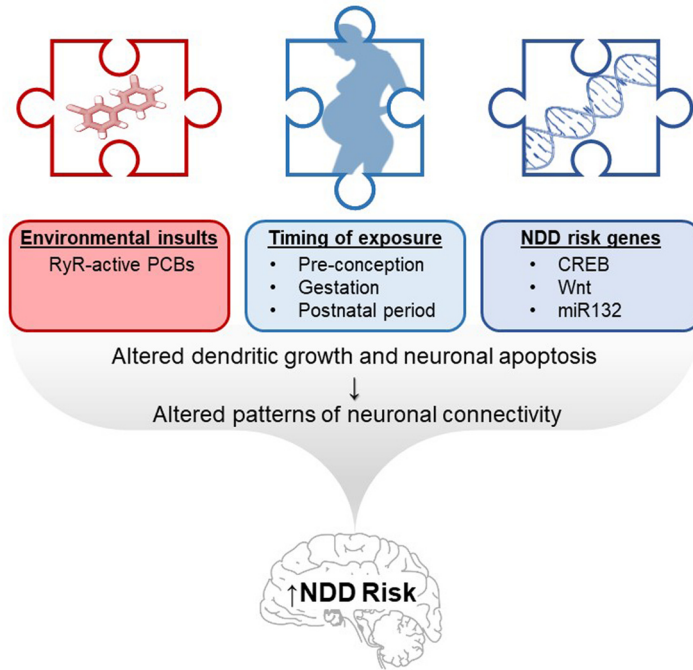 Environmental insults
RyR-active PCBs
Timing of exposure
• Pre-conception
• Gestation
• Postnatal period
NDD risk genes
• CREB
• Wnt
• miR132
Altered dendritic growth and neuronal apoptosis
↓
Altered patterns of neuronal connectivity
↑NDD Risk